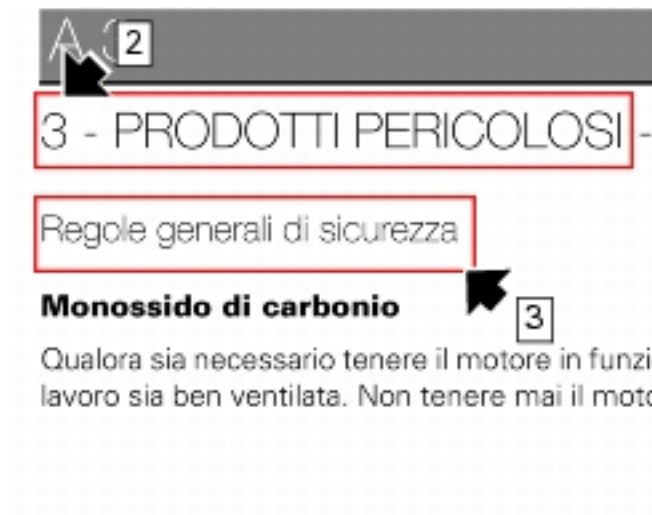 A 2
3 - PRODOTTI PERICOLOSI -
Regole generali di sicurezza
Monossido di carbonio
3
Qualora sia necessario tenere il motore in funzi
lavoro sia ben ventilata. Non tenere mai il moto